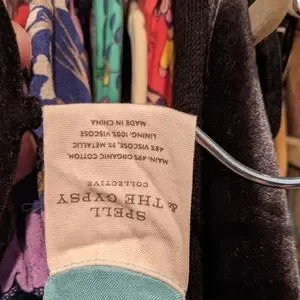 SPELL
& THE GYPSY
COLLECTIVE
MAIN: 49% ORGANIC COTTON,
48% VISCOSE, 3% METALLIC
LINING: 100% VISCOSE
MADE IN CHINA